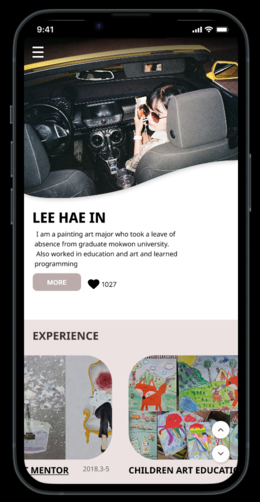 9:41
LEE HAE IN
I am a painting art major who took a leave of
absence from graduate mokwon university.
Also worked in education and art and learned
programming
MORE
1027
EXPERIENCE
MENTOR
2018.3-5
CHILDREN ART EDUCATIO